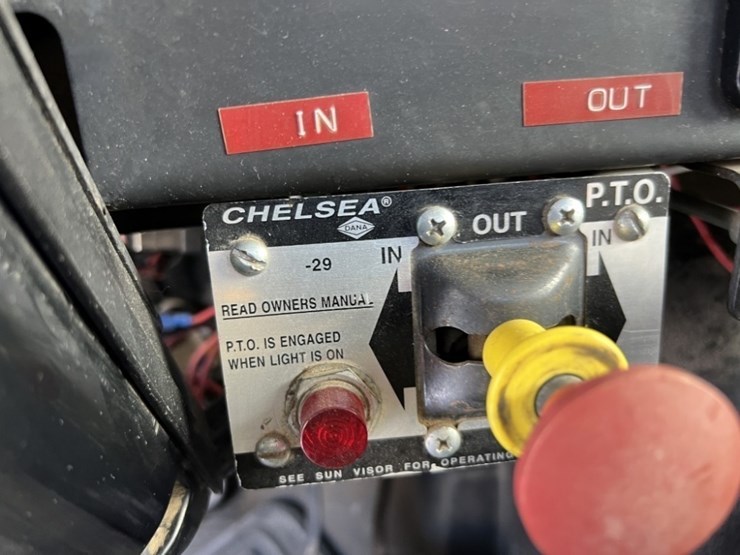 IN
OUT
CHELSEA®
DANA
OUT
P.T.O.
-29
IN
IN
READ OWNERS MANUAL
P.T.O. IS ENGAGED
WHEN LIGHT IS ON
SEE SUN VISOR FOR OPERATING